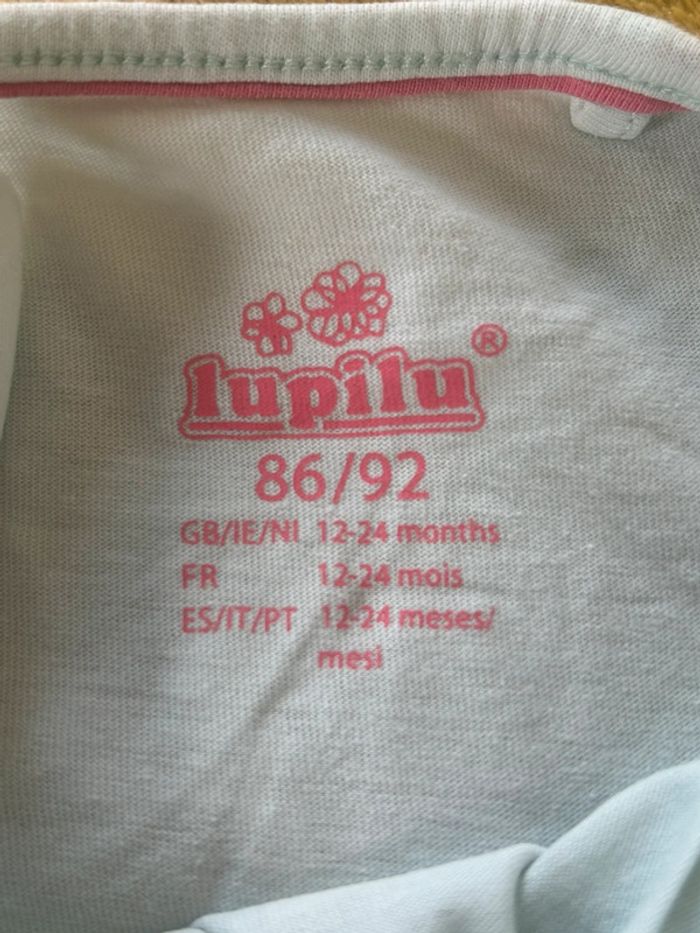 lupilu®
86/92
GB/IE/NI 12-24 months
FR 12-24 mois
ES/IT/PT 12-24 meses/
mesi